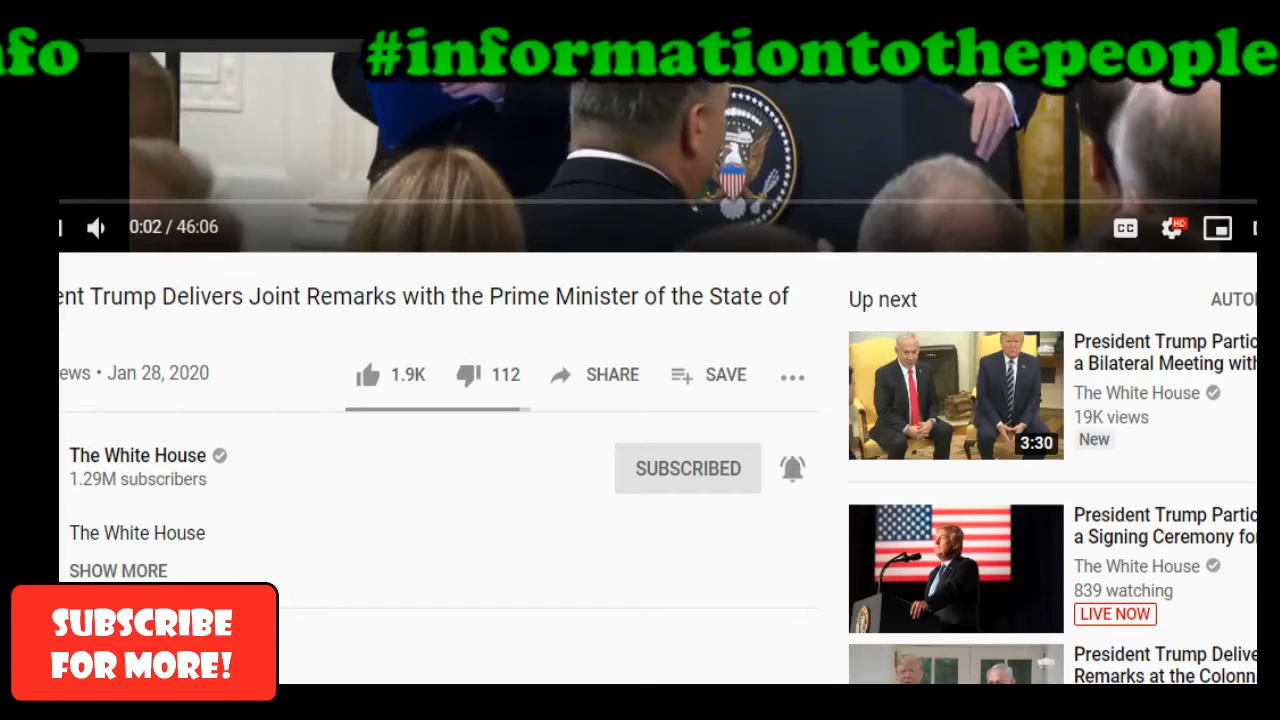 nfo #informationtothepeople
0:02 / 46:06
CC
HD
ent Trump Delivers Joint Remarks with the Prime Minister of the State of
ews • Jan 28, 2020
1.9K
112
SHARE
SAVE
The White House
1.29M subscribers
SUBSCRIBED
The White House
SHOW MORE
SUBSCRIBE
FOR MORE!
Up next
AUTO
President Trump Partic
a Bilateral Meeting with
The White House
19K views
New
3:30
President Trump Partic
a Signing Ceremony fo
The White House
839 watching
LIVE NOW
President Trump Delive
Remarks at the Colonn